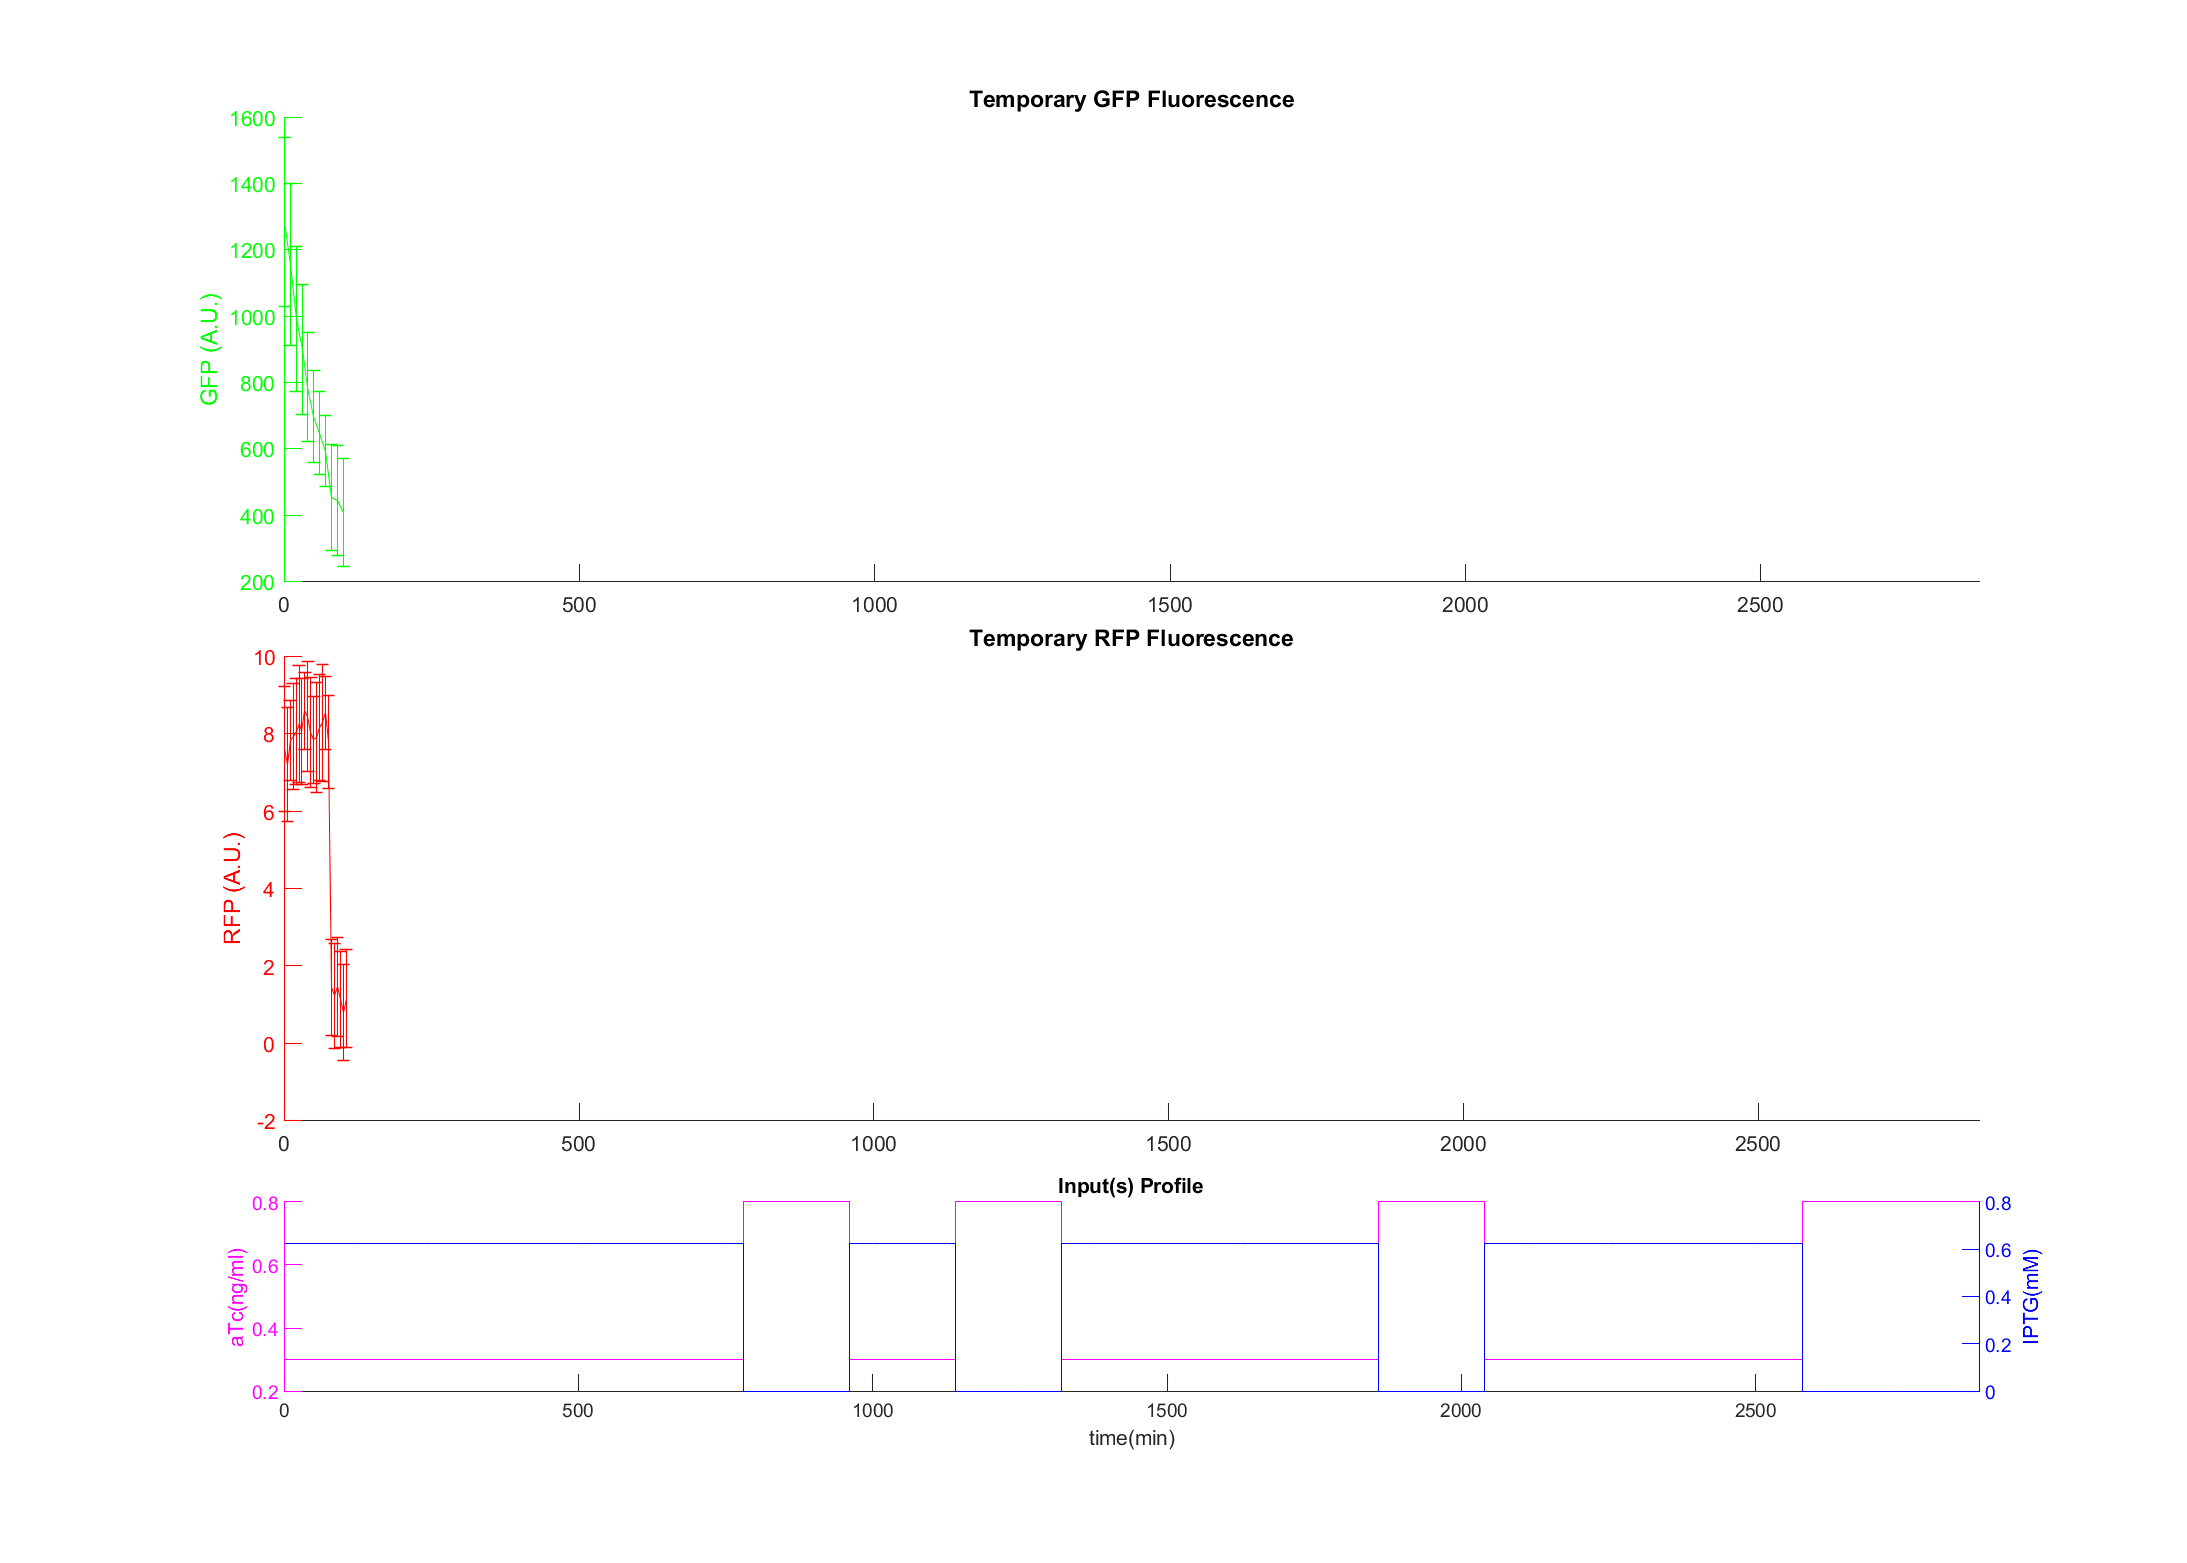 Temporary GFP Fluorescence
1600
1400
1200
1000
800
600
400
200
GFP (A.U.)
0 500 1000 1500 2000 2500
Temporary RFP Fluorescence
10
8
6
4
2
0
-2
RFP (A.U.)
0 500 1000 1500 2000 2500
Input(s) Profile
0.8
0.6
0.4
0.2
aTc(ng/ml)
0.8
0.6
0.4
0.2
0
IPTG(mM)
0 500 1000 1500 2000 2500
time(min)